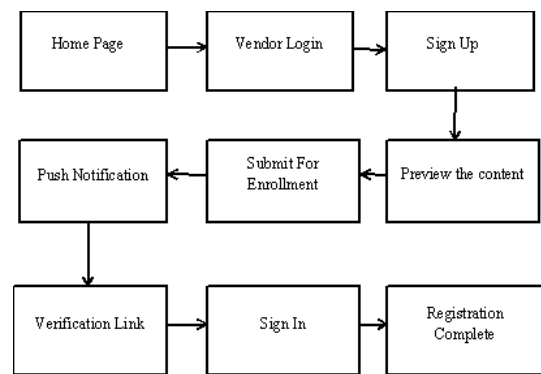 Home Page
Vendor Login
Sign Up
Push Notification
Submit For
Enrollment
Preview the content
Verification Link
Sign In
Registration
Complete